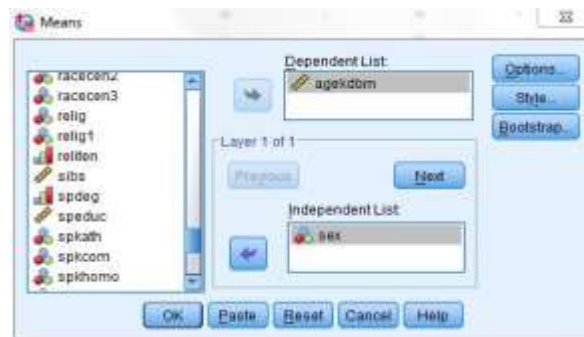 Means
racecen2
racecen3
relig
relig1
reliten
sibs
spdeg
speduc
spkath
spkcom
spkhomo
Dependent List:
agekdbrn
Layer 1 of 1
Previous
Next
Independent List:
sex
Options...
Style...
Bootstrap...
OK
Paste
Reset
Cancel
Help